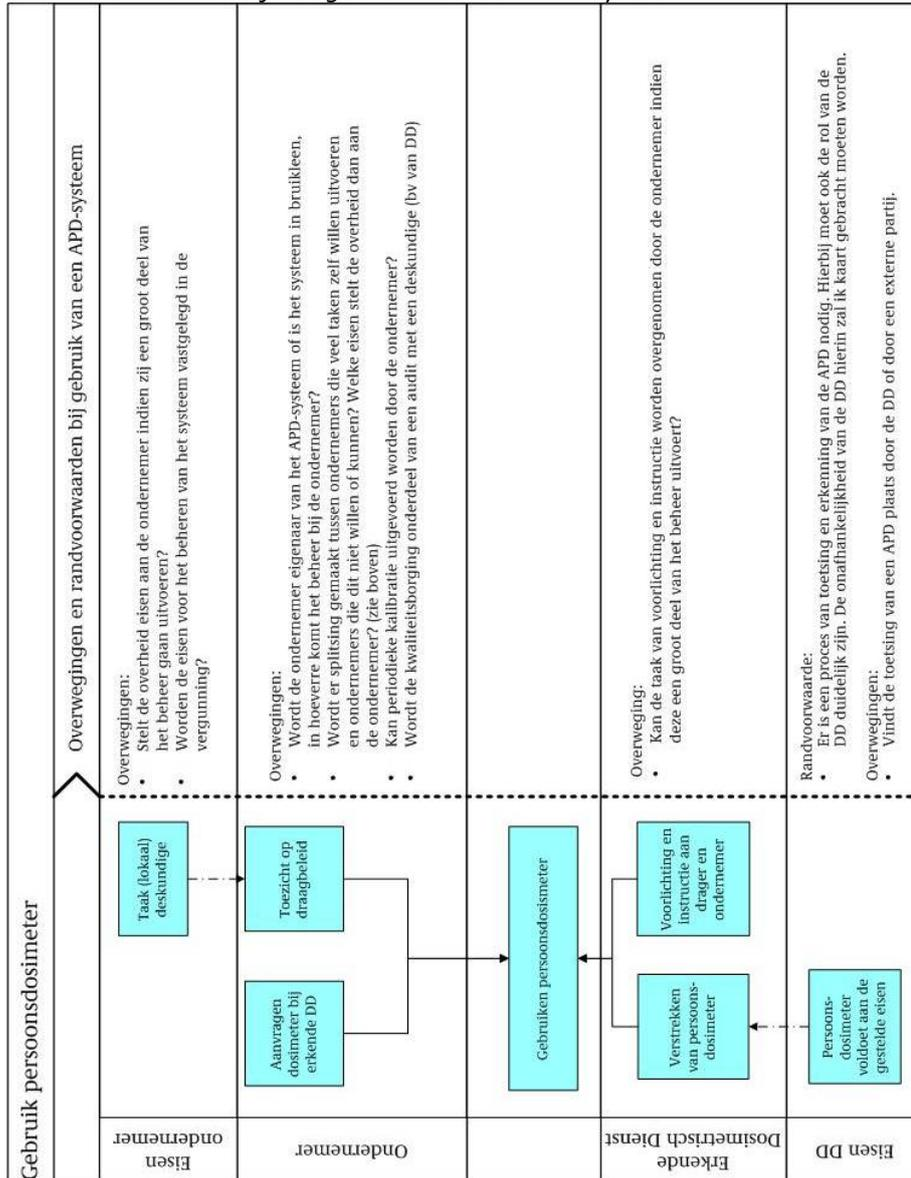 Gebruik persoonsdosimeter
Overwegingen en randvoorwaarden bij gebruik van een APD-systeem
Eisen
ondernemer
Taak (lokaal)
deskundige
Overwegingen:
• Stelt de overheid eisen aan de ondernemer indien zij een groot deel van
het beheer gaan uitvoeren?
• Worden de eisen voor het beheren van het systeem vastgelegd in de
vergunning?
Ondernemer
Aanvragen
dosimeter bij
erkende DD
Toezicht op
draagbeleid
Overwegingen:
• Wordt de ondernemer eigenaar van het APD-systeem of is het systeem in bruikleen,
in hoeverre komt het beheer bij de ondernemer?
• Wordt er splitsing gemaakt tussen ondernemers die veel taken zelf willen uitvoeren
en ondernemers die dit niet willen of kunnen? Welke eisen stelt de overheid dan aan
de ondernemer? (zie boven)
• Kan periodieke kalibratie uitgevoerd worden door de ondernemer?
• Wordt de kwaliteitsborging onderdeel van een audit met een deskundige (bv van DD)
Gebruiken persoonsdosismeter
Erkende
Dosimetrisch Dienst
Verstrekken
van persoons-
dosimeter
Voorlichting en
instructie aan
drager en
ondernemer
Overweging:
• Kan de taak van voorlichting en instructie worden overgenomen door de ondernemer indien
deze een groot deel van het beheer uitvoert?
Eisen DD
Persoons-
dosimeter
voldoet aan de
gestelde eisen
Randvoorwaarde:
• Er is een proces van toetsing en erkenning van de APD nodig. Hierbij moet ook de rol van de
DD duidelijk zijn. De onafhankelijkheid van de DD hierin zal ik kaart gebracht moeten worden.
Overwegingen:
• Vindt de toetsing van een APD plaats door de DD of door een externe partij.